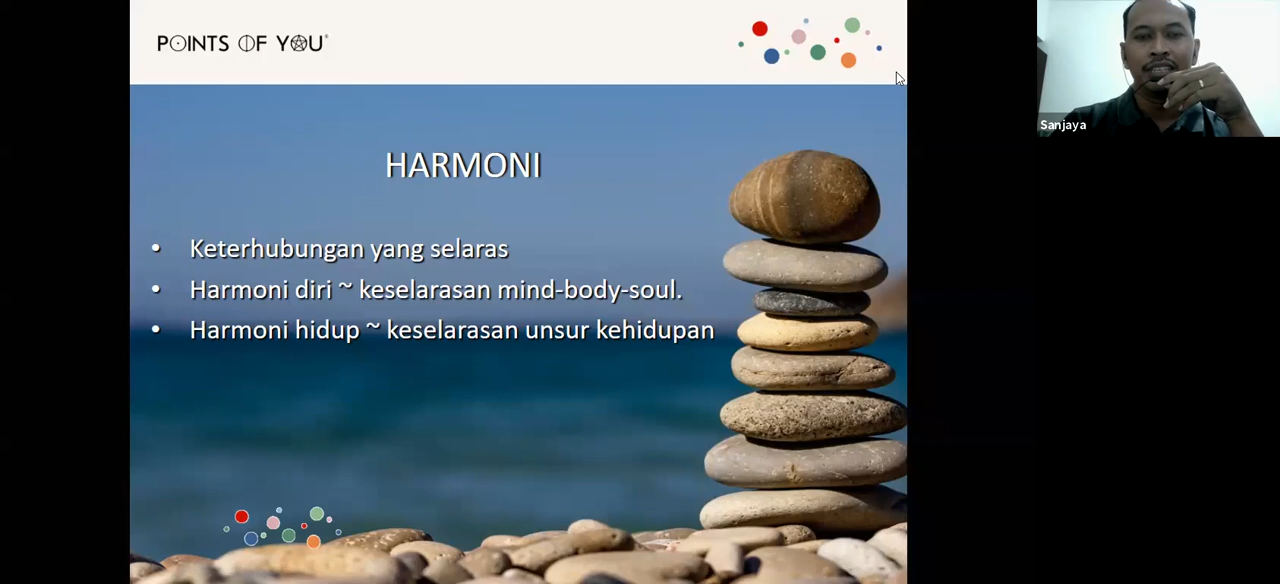 POINTS OF YOU®
Sanjaya
HARMONI
• Keterhubungan yang selaras
• Harmoni diri ~ keselarasan mind-body-soul.
• Harmoni hidup ~ keselarasan unsur kehidupan